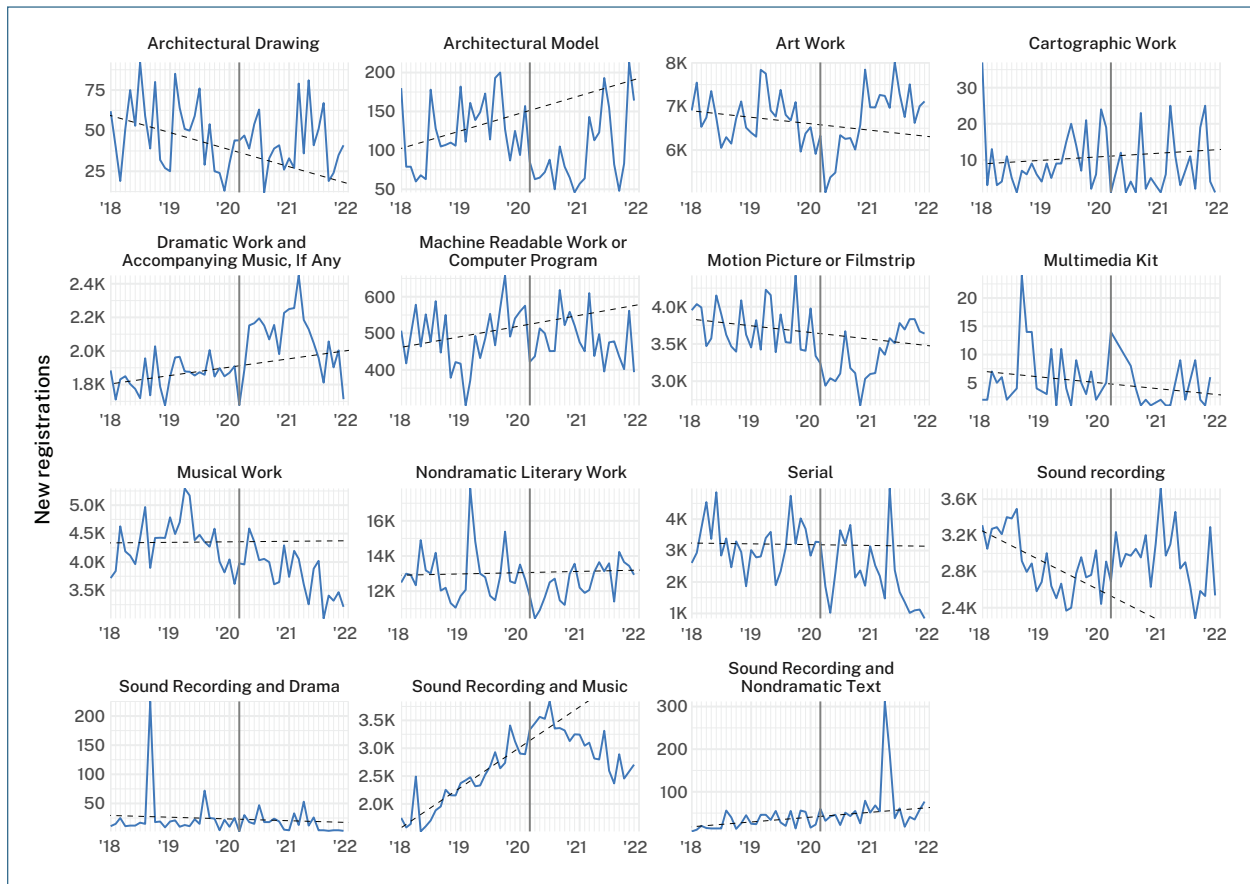 Architectural Drawing
Architectural Model
Art Work
Cartographic Work
75
50
25
'18 '19 '20 '21 '22
200
150
100
50
'18 '19 '20 '21 '22
8K
7K
6K
'18 '19 '20 '21 '22
30
20
10
'18 '19 '20 '21 '22
Dramatic Work and
Accompanying Music, If Any
Machine Readable Work or
Computer Program
Motion Picture or Filmstrip
Multimedia Kit
2.4K
2.2K
2.0K
1.8K
'18 '19 '20 '21 '22
600
500
400
'18 '19 '20 '21 '22
4.0K
3.5K
3.0K
'18 '19 '20 '21 '22
20
15
10
5
'18 '19 '20 '21 '22
New registrations
Musical Work
Nondramatic Literary Work
Serial
Sound recording
5.0K
4.5K
4.0K
3.5K
'18 '19 '20 '21 '22
16K
14K
12K
'18 '19 '20 '21 '22
4K
3K
2K
1K
'18 '19 '20 '21 '22
3.6K
3.2K
2.8K
2.4K
'18 '19 '20 '21 '22
Sound Recording and Drama
Sound Recording and Music
Sound Recording and
Nondramatic Text
225
200
150
100
50
'18 '19 '20 '21 '22
3.5K
3.0K
2.5K
2.0K
'18 '19 '20 '21 '22
300
200
100
'18 '19 '20 '21 '22